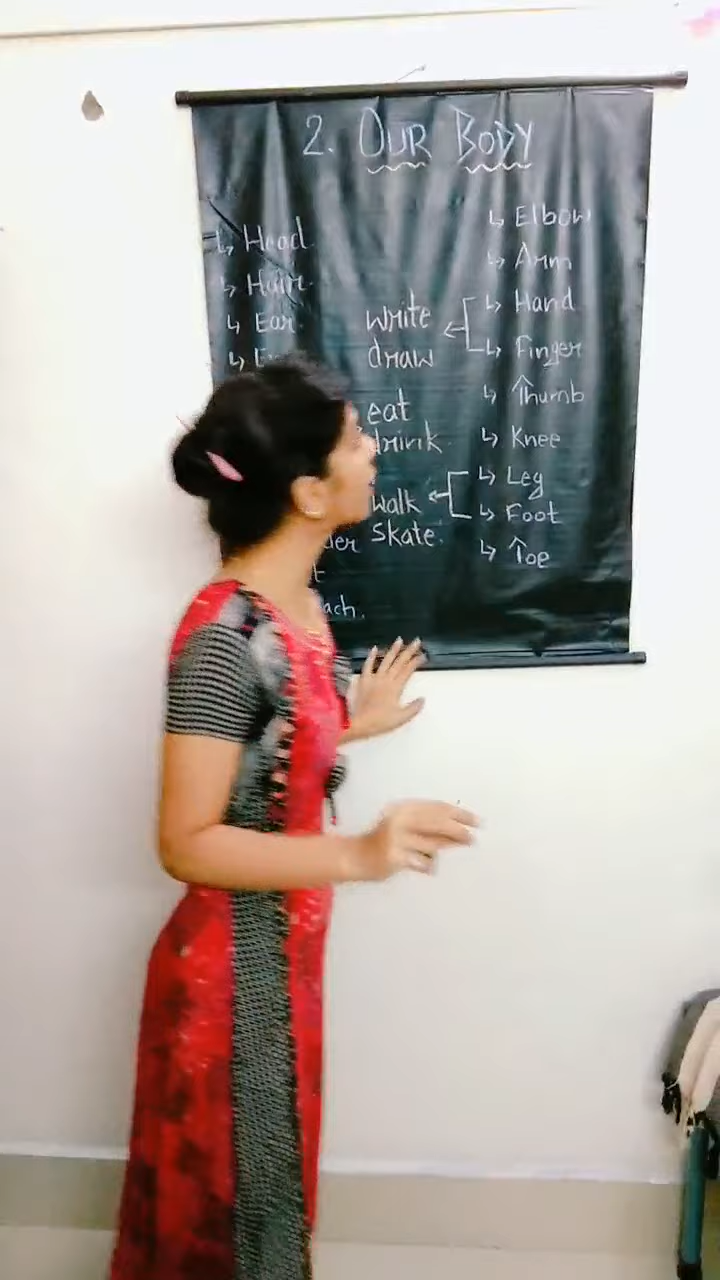 2. OUR BODY
↳ Head.
↳ Hair.
↳ Ear.
write
draw
eat
drink.
walk
skate.
↳ Elbow
↳ Arm
↳ Hand
↳ Finger
↳ Thumb
↳ Knee
↳ Leg
↳ Foot
↳ Toe